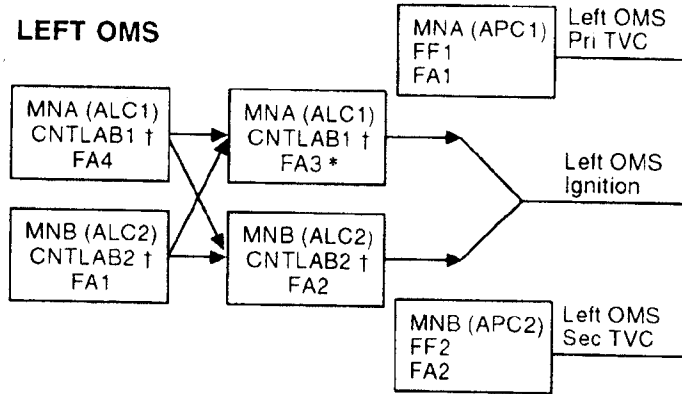 LEFT OMS
MNA (APC1)
FF1
FA1
Left OMS
Pri TVC
MNA (ALC1)
CNTLAB1 †
FA4
MNA (ALC1)
CNTLAB1 †
FA3 *
Left OMS
Ignition
MNB (ALC2)
CNTLAB2 †
FA1
MNB (ALC2)
CNTLAB2 †
FA2
MNB (APC2)
FF2
FA2
Left OMS
Sec TVC